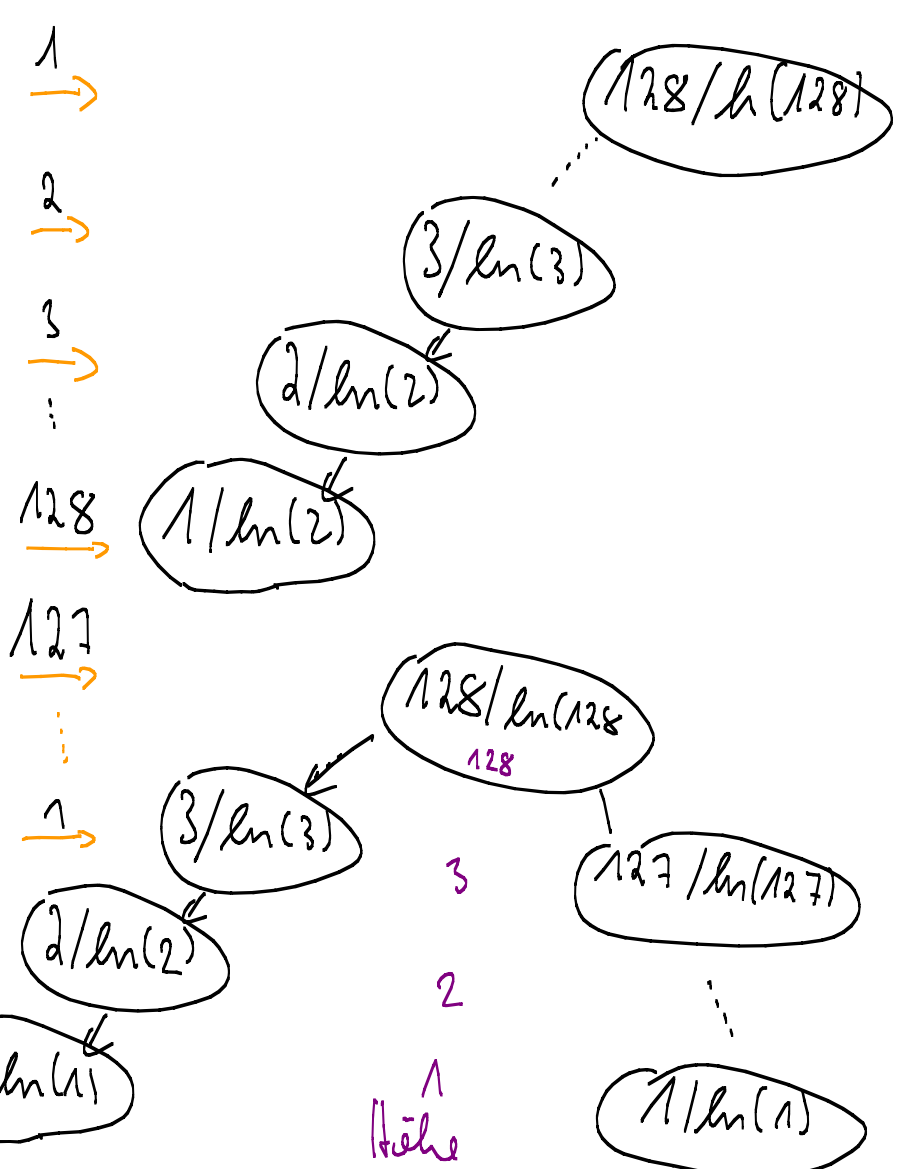 1
128/ln(128)
2
3/ln(3)
3
2/ln(2)
128
1/ln(2)
127
128/ln(128
128
1
3/ln(3)
3
127/ln(127)
2/ln(2)
2
ln(1)
1
1/ln(1)
Höhe